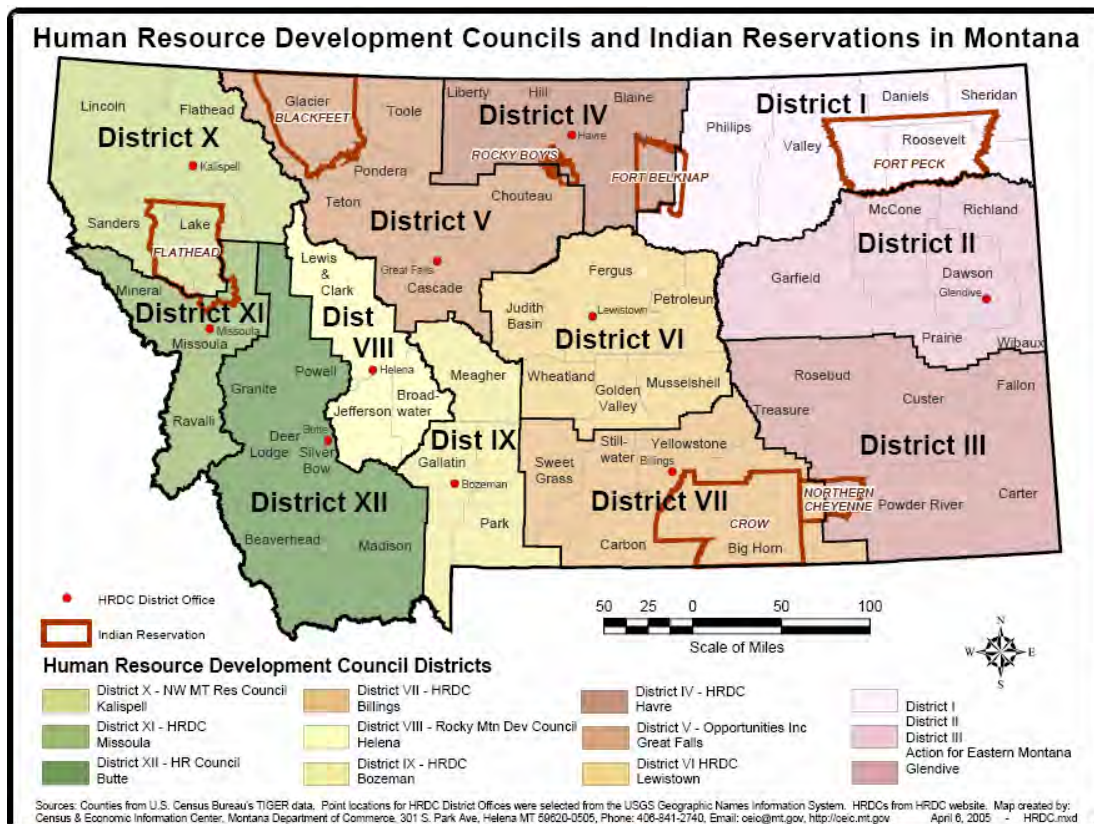 Human Resource Development Councils and Indian Reservations in Montana
Lincoln
Flathead
District X
Kalispell
Sanders
Lake
FLATHEAD
Glacier
BLACKFEET
Toole
Pondera
Teton
Chouteau
District V
Great Falls
Cascade
Liberty
Hill
Blaine
District IV
Havre
ROCKY BOY'S
FORT BELKNAP
District I
Daniels
Sheridan
Phillips
Valley
Roosevelt
FORT PECK
McCone
Richland
District II
Garfield
Dawson
Glendive
Prairie
Wibaux
Mineral
District XI
Missoula
Missoula
Ravalli
Lewis
&
Clark
Dist
VIII
Helena
Jefferson
Broad-
water
Powell
Granite
Deer
Lodge
Butte
Silver
Bow
District XII
Beaverhead
Madison
Meagher
Dist IX
Gallatin
Bozeman
Park
Fergus
Judith
Basin
Lewistown
Petroleum
District VI
Wheatland
Golden
Valley
Musselshell
Sweet
Grass
Still-
water
Yellowstone
Billings
District VII
Carbon
CROW
Big Horn
NORTHERN
CHEYENNE
Rosebud
Treasure
Custer
Fallon
District III
Powder River
Carter
HRDC District Office
Indian Reservation
50 25 0 50 100
Scale of Miles
N
W E
S
Human Resource Development Council Districts
District X - NW MT Res Council
Kalispell
District XI - HRDC
Missoula
District XII - HR Council
Butte
District VII - HRDC
Billings
District VIII - Rocky Mtn Dev Council
Helena
District IX - HRDC
Bozeman
District IV - HRDC
Havre
District V - Opportunities Inc
Great Falls
District VI HRDC
Lewistown
District I
District II
District III
Action for Eastern Montana
Glendive
Sources: Counties from U.S. Census Bureau's TIGER data. Point locations for HRDC District Offices were selected from the USGS Geographic Names Information System. HRDCs from HRDC website. Map created by:
Census & Economic Information Center, Montana Department of Commerce, 301 S. Park Ave, Helena MT 59620-0505, Phone: 406-841-2740, Email: ceic@mt.gov, http://ceic.mt.gov April 6, 2005 - HRDC.mxd